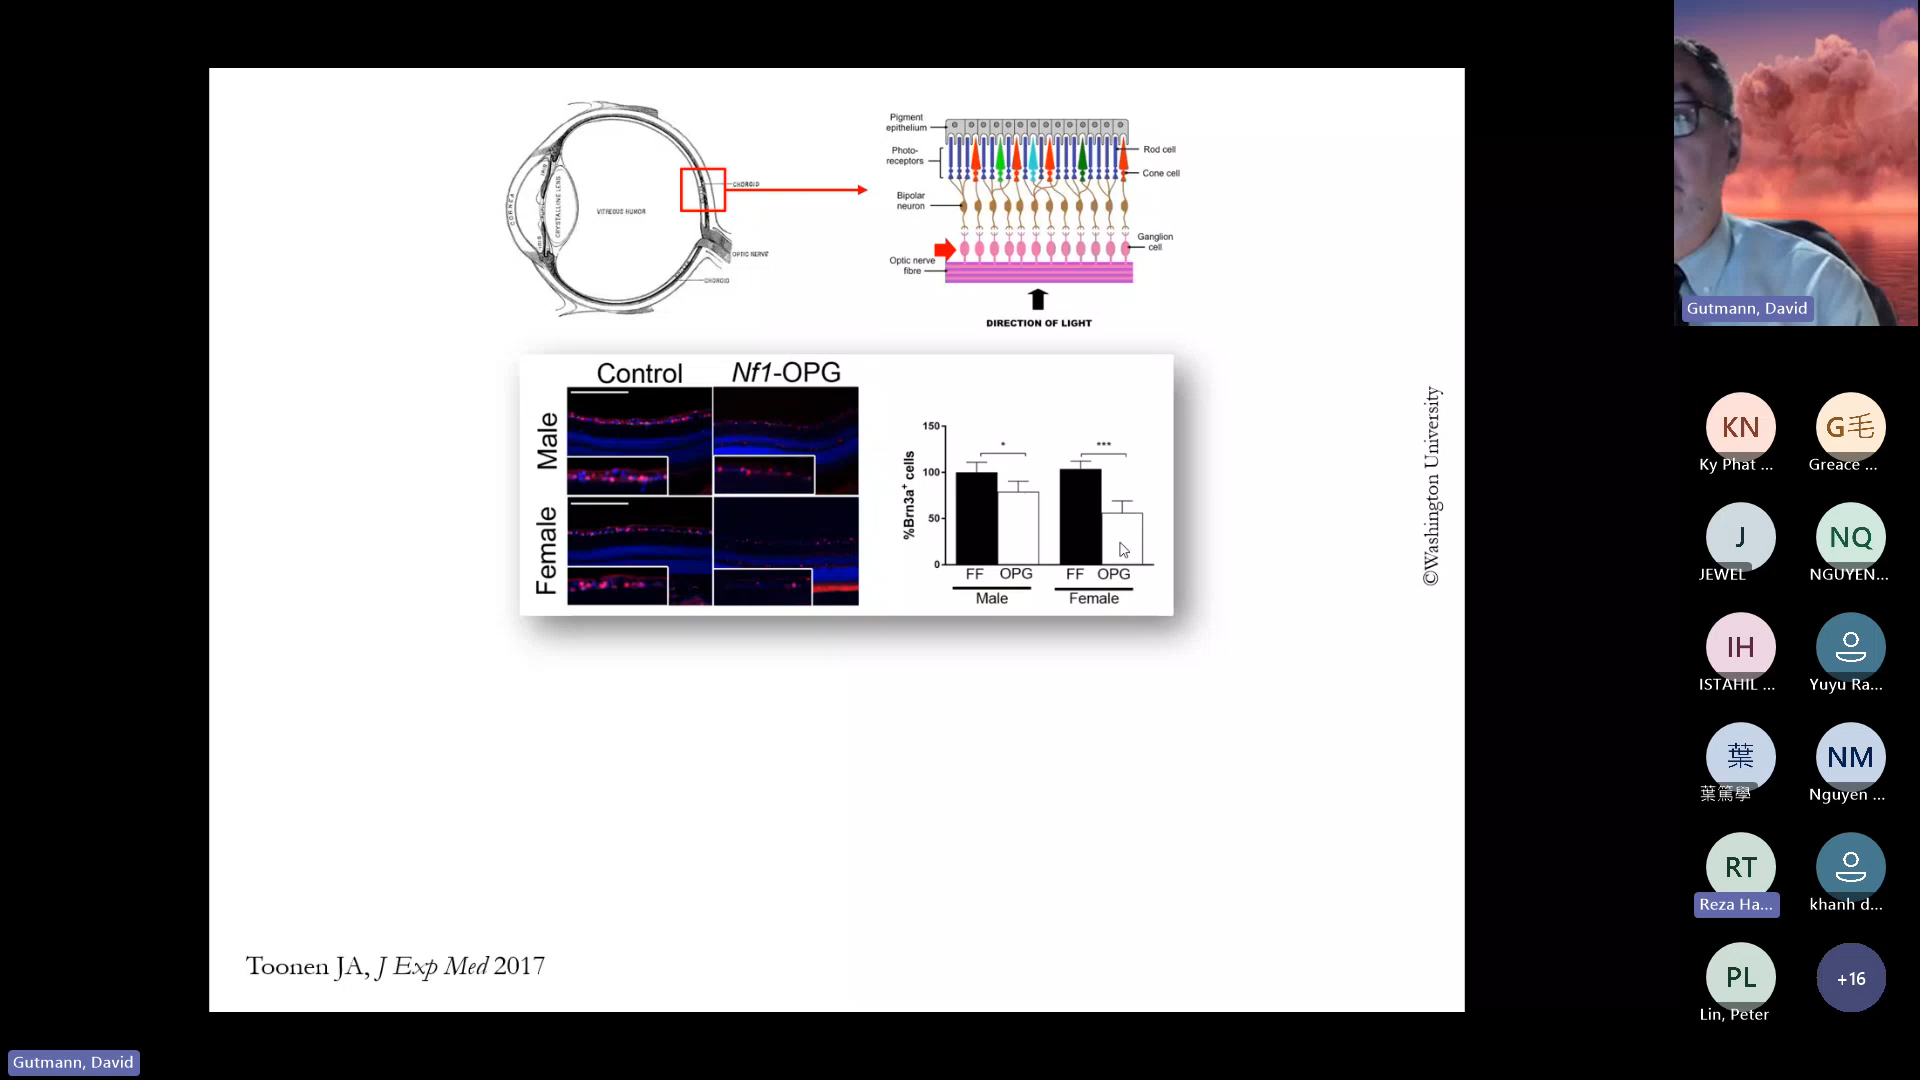 Pigment
epithelium
Photo-
receptors
Bipolar
neuron
Optic nerve
fibre
Rod cell
Cone cell
Ganglion
cell
DIRECTION OF LIGHT
CORNEA
IRIS
CRYSTALLINE LENS
IRIS
VITREOUS HUMOR
CHOROID
OPTIC NERVE
CHOROID
Control
Nf1-OPG
Male
Female
%Brn3a+ cells
150
100
50
0
*
***
FF OPG FF OPG
Male Female
©Washington University
Toonen JA, J Exp Med 2017
Gutmann, David
KN
Ky Phat ...
G毛
Greace ...
J
JEWEL
NQ
NGUYEN...
IH
ISTAHIL ...
Yuyu Ra...
葉
葉篤學
NM
Nguyen ...
RT
Reza Ha...
khanh d...
PL
Lin, Peter
+16
Gutmann, David